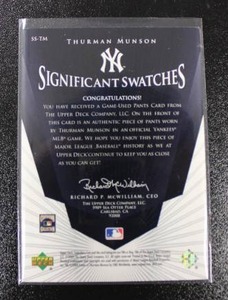 SS-TM
THURMAN MUNSON
NY
SIGNIFICANT SWATCHES
CONGRATULATIONS!
YOU HAVE RECEIVED A GAME-USED PANTS CARD FROM
THE UPPER DECK COMPANY, LLC. ON THE FRONT OF
THIS CARD IS AUTHENTIC PIECE OF PANTS WORN
BY THURMAN MUNSON IN AN OFFICIAL YANKEES®
MLB® GAME. WE HOPE YOU ENJOY THIS PIECE OF
MAJOR LEAGUE BASEBALL® HISTORY AS WE AT
UPPER DECK CONTINUE TO KEEP YOU AS CLOSE
AS YOU CAN GET!
RICHARD P. MCWILLIAM, CEO
THE UPPER DECK COMPANY, LLC.
5909 SEA OTTER PLACE
CARLSBAD, CA
92008